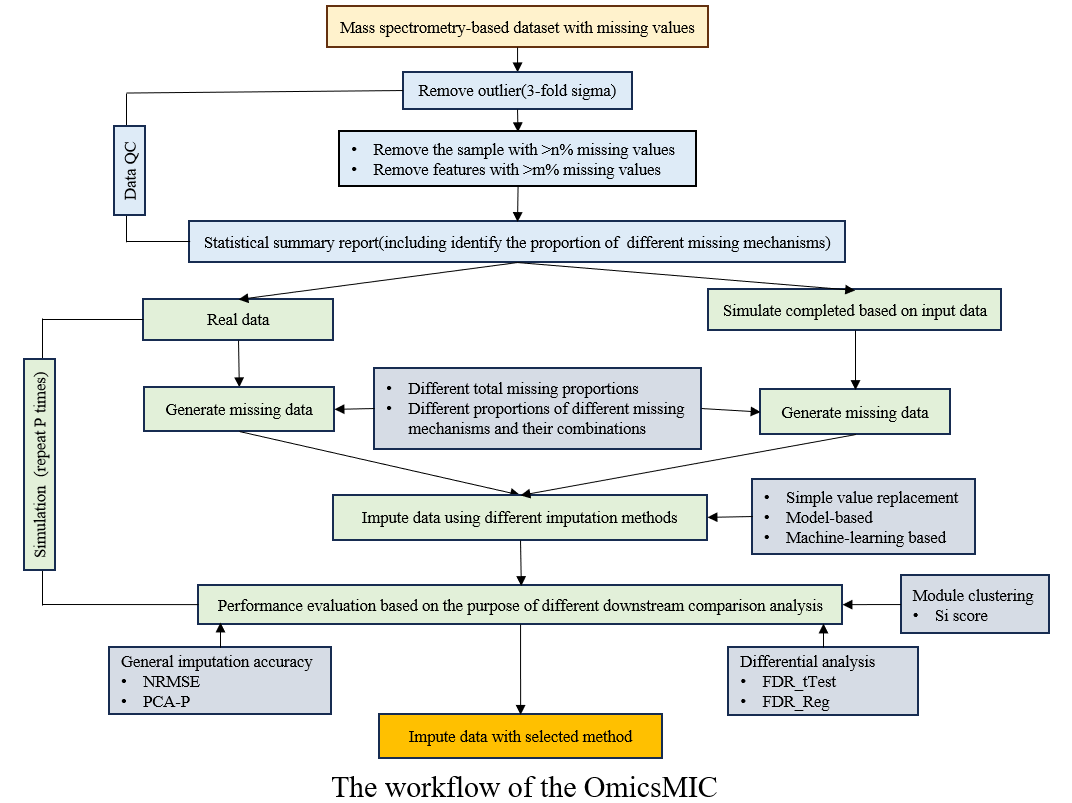 Mass spectrometry-based dataset with missing values
Remove outlier(3-fold sigma)
Data QC
• Remove the sample with >n% missing values
• Remove features with >m% missing values
Statistical summary report(including identify the proportion of different missing mechanisms)
Real data
Simulate completed based on input data
Simulation (repeat P times)
Generate missing data
• Different total missing proportions
• Different proportions of different missing
mechanisms and their combinations
Generate missing data
Impute data using different imputation methods
• Simple value replacement
• Model-based
• Machine-learning based
Performance evaluation based on the purpose of different downstream comparison analysis
Module clustering
• Si score
General imputation accuracy
• NRMSE
• PCA-P
Differential analysis
• FDR_tTest
• FDR_Reg
Impute data with selected method
The workflow of the OmicsMIC